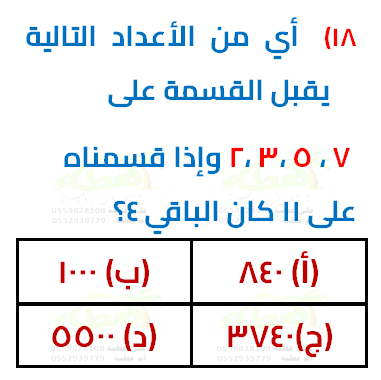 ١٨) أي من الأعداد التالية
يقبل القسمة على
٧ ، ٥ ،٣ ،٢ وإذا قسمناه
على ١١ كان الباقي ٤؟
(أ) ٨٤٠
(ب) ١٠٠٠
(ج) ٣٧٤٠
(د) ٥٥٠٠